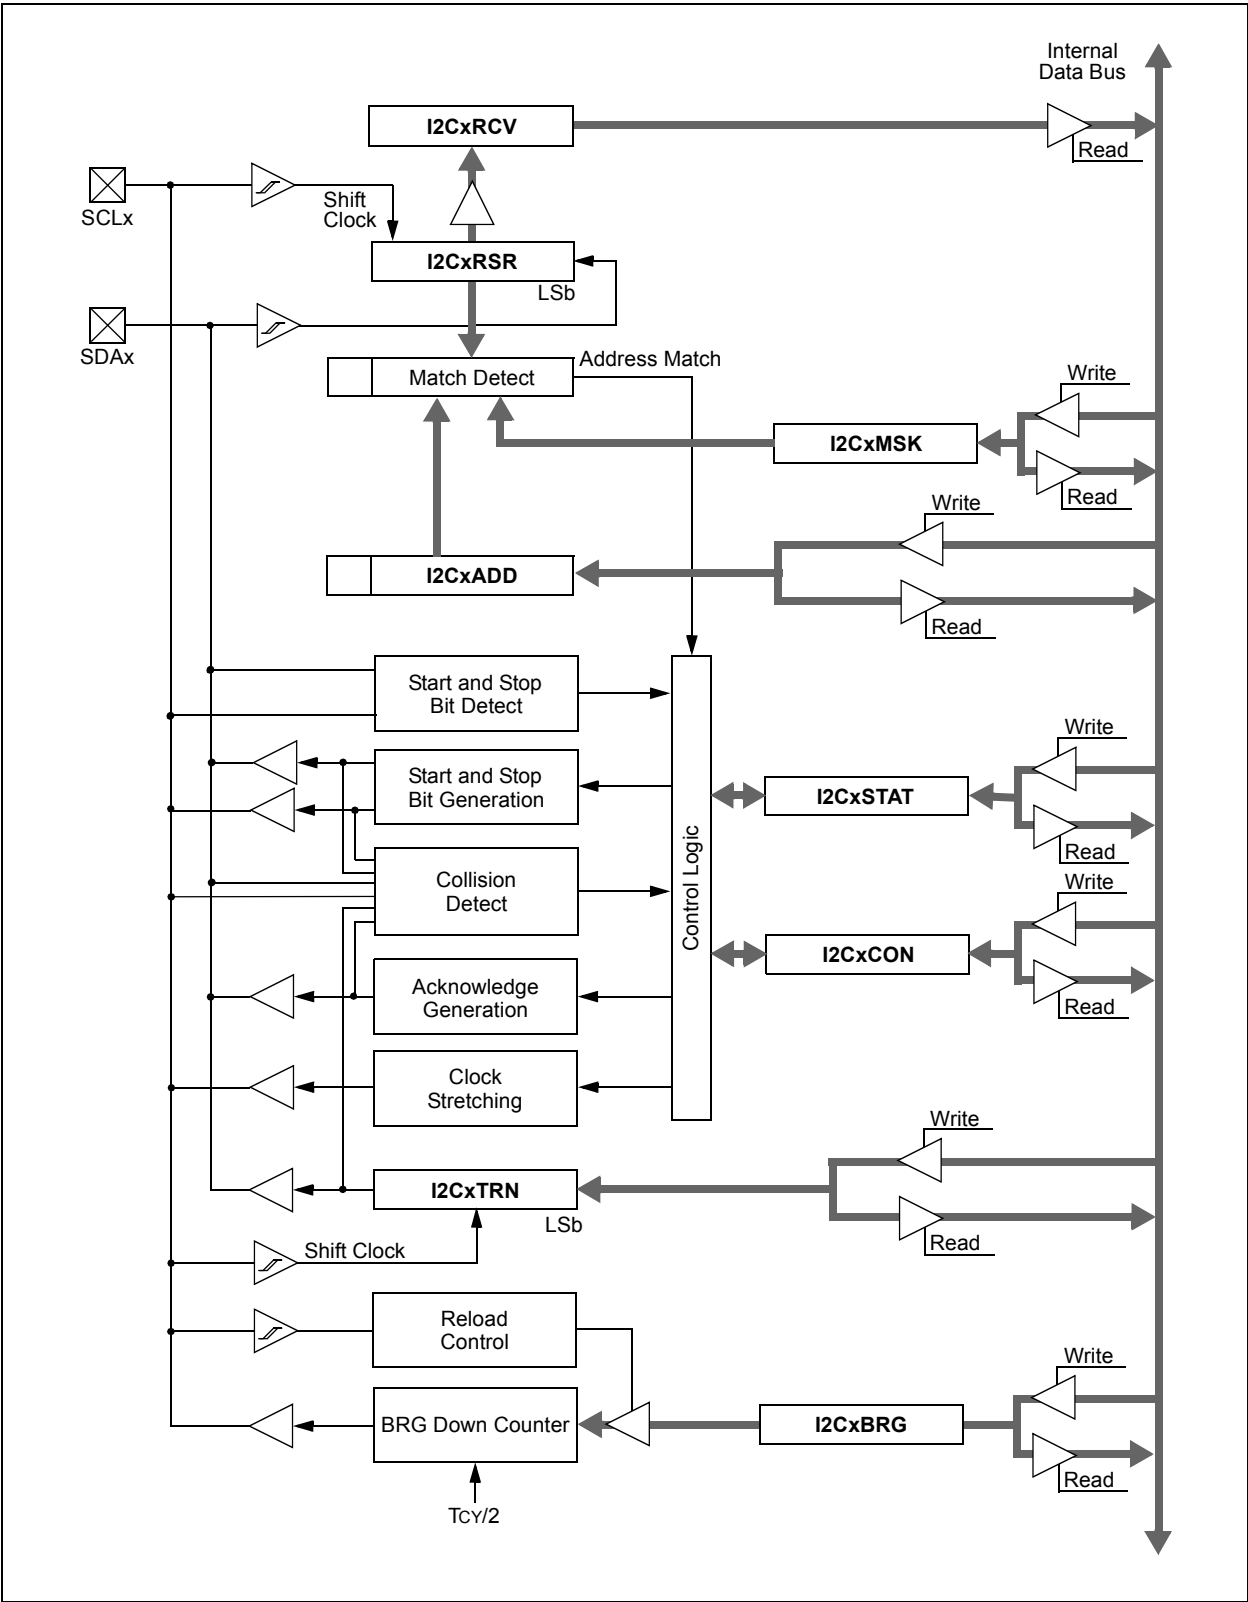 Internal
Data Bus
I2CxRCV
Read
SCLx
Shift
Clock
I2CxRSR
LSb
SDAx
Address Match
Match Detect
Write
I2CxMSK
Read
Write
I2CxADD
Read
Start and Stop
Bit Detect
Write
Start and Stop
Bit Generation
I2CxSTAT
Read
Control Logic
Collision
Detect
Write
I2CxCON
Read
Acknowledge
Generation
Clock
Stretching
Write
I2CxTRN
LSb
Read
Shift Clock
Reload
Control
Write
BRG Down Counter
I2CxBRG
Read
TCY/2